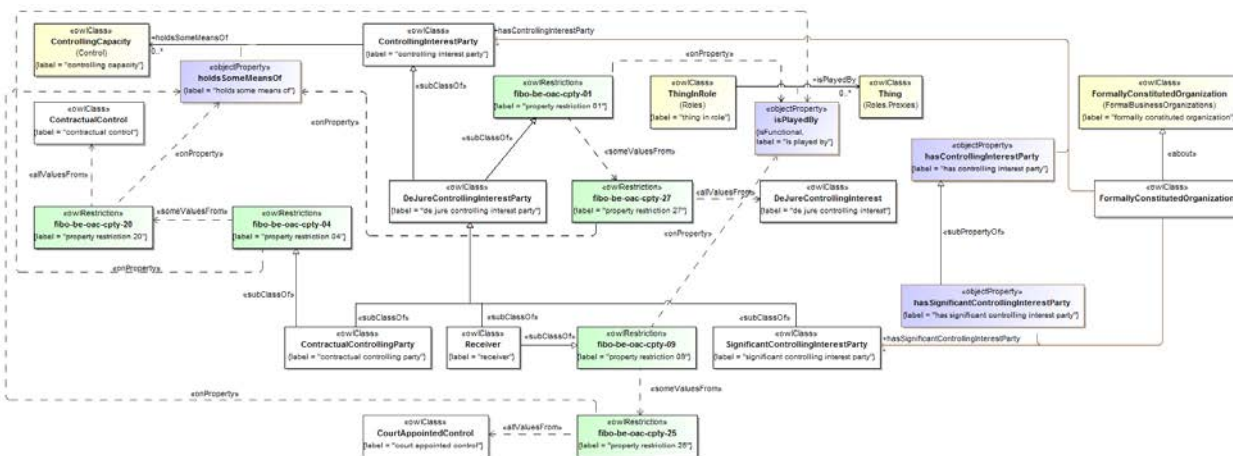 «owlClass»
ControllingCapacity
(Control)
[label = "controlling capacity"]
+holdsSomeMeansOf
0..*
«owlClass»
ControllingInterestParty
[label = "controlling interest party"]
+hasControllingInterestParty
«objectProperty»
holdsSomeMeansOf
[label = "holds some means of"]
«subClassOf»
«owlRestriction»
fibo-be-oac-cpty-01
[label = "property restriction 01"]
«onProperty»
«owlClass»
ThingInRole
(Roles)
[label = "thing in role"]
+isPlayedBy
0..*
«owlClass»
Thing
(Roles.Proxies)
«owlClass»
FormallyConstitutedOrganization
(FormalBusinessOrganizations)
[label = "formally constituted organization"]
«owlClass»
ContractualControl
[label = "contractual control"]
«onProperty»
«objectProperty»
isPlayedBy
[isFunctional,
label = "is played by"]
«onProperty»
«subClassOf»
«someValuesFrom»
«objectProperty»
hasControllingInterestParty
[label = "has controlling interest party"]
«about»
«allValuesFrom»
«owlClass»
DeJureControllingInterestParty
[label = "de jure controlling interest party"]
«owlRestriction»
fibo-be-oac-cpty-27
[label = "property restriction 27"]
«allValuesFrom»
«owlClass»
DeJureControllingInterest
[label = "de jure controlling interest"]
«owlClass»
FormallyConstitutedOrganization
«owlRestriction»
fibo-be-oac-cpty-20
[label = "property restriction 20"]
«someValuesFrom»
«owlRestriction»
fibo-be-oac-cpty-04
[label = "property restriction 04"]
«onProperty»
«subPropertyOf»
«onProperty»
«subClassOf»
«objectProperty»
hasSignificantControllingInterestParty
[label = "has significant controlling interest party"]
«subClassOf»
«subClassOf»
«subClassOf»
«owlClass»
ContractualControllingParty
[label = "contractual controlling party"]
«owlClass»
Receiver
[label = "receiver"]
«subClassOf»
«owlRestriction»
fibo-be-oac-cpty-09
[label = "property restriction 09"]
«owlClass»
SignificantControllingInterestParty
[label = "significant controlling interest party"]
+hasSignificantControllingInterestParty
«onProperty»
«someValuesFrom»
«owlClass»
CourtAppointedControl
[label = "court appointed control"]
«allValuesFrom»
«owlRestriction»
fibo-be-oac-cpty-25